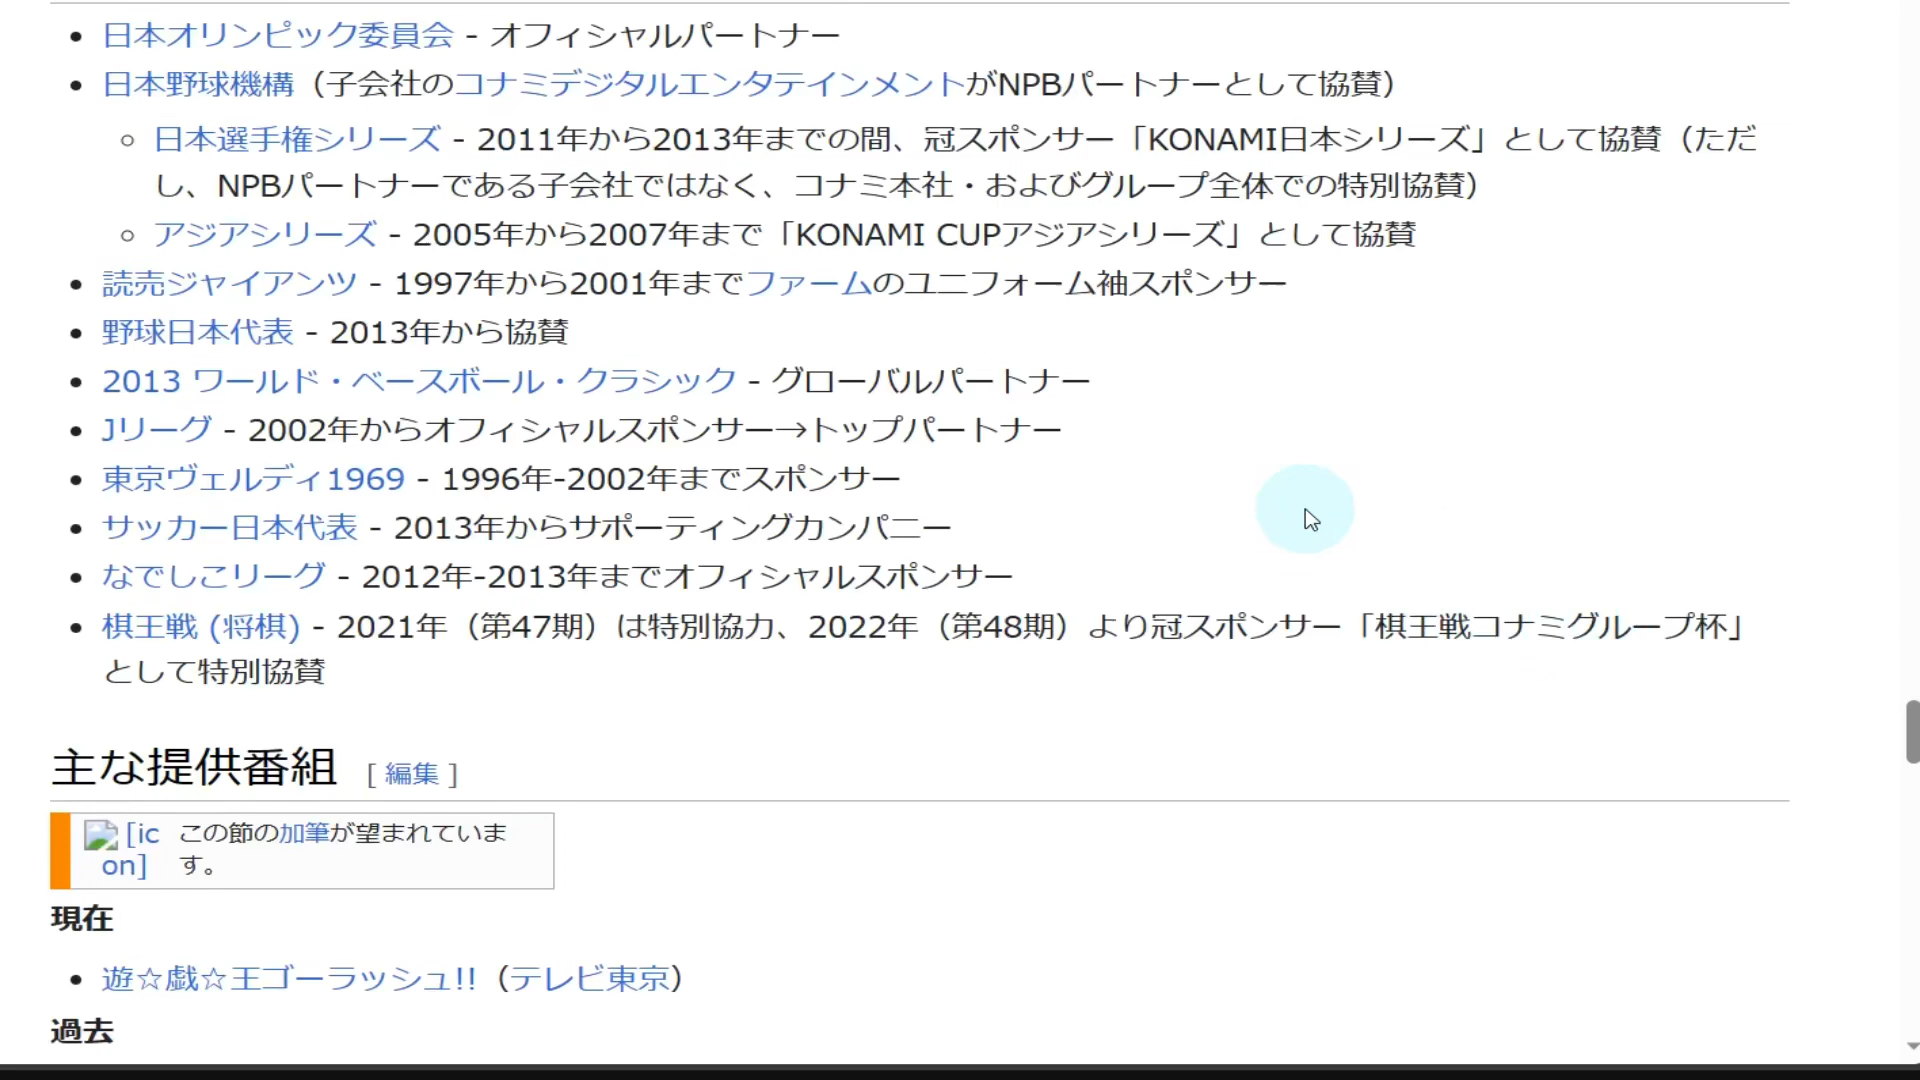 日本オリンピック委員会 - オフィシャルパートナー
日本野球機構（子会社のコナミデジタルエンタテインメントがNPBパートナーとして協賛）
日本選手権シリーズ - 2011年から2013年までの間、冠スポンサー「KONAMI日本シリーズ」として協賛（ただ
し、NPBパートナーである子会社ではなく、コナミ本社・およびグループ全体での特別協賛）
アジアシリーズ - 2005年から2007年まで「KONAMI CUPアジアシリーズ」として協賛
読売ジャイアンツ - 1997年から2001年までファームのユニフォーム袖スポンサー
野球日本代表 - 2013年から協賛
2013 ワールド・ベースボール・クラシック - グローバルパートナー
Jリーグ - 2002年からオフィシャルスポンサー→トップパートナー
東京ヴェルディ1969 - 1996年-2002年までスポンサー
サッカー日本代表 - 2013年からサポーティングカンパニー
なでしこリーグ - 2012年-2013年までオフィシャルスポンサー
棋王戦 (将棋) - 2021年（第47期）は特別協力、2022年（第48期）より冠スポンサー「棋王戦コナミグループ杯」
として特別協賛
主な提供番組 [ 編集 ]
[ic この節の加筆が望まれていま
on] す。
現在
遊☆戯☆王ゴーラッシュ!!（テレビ東京）
過去